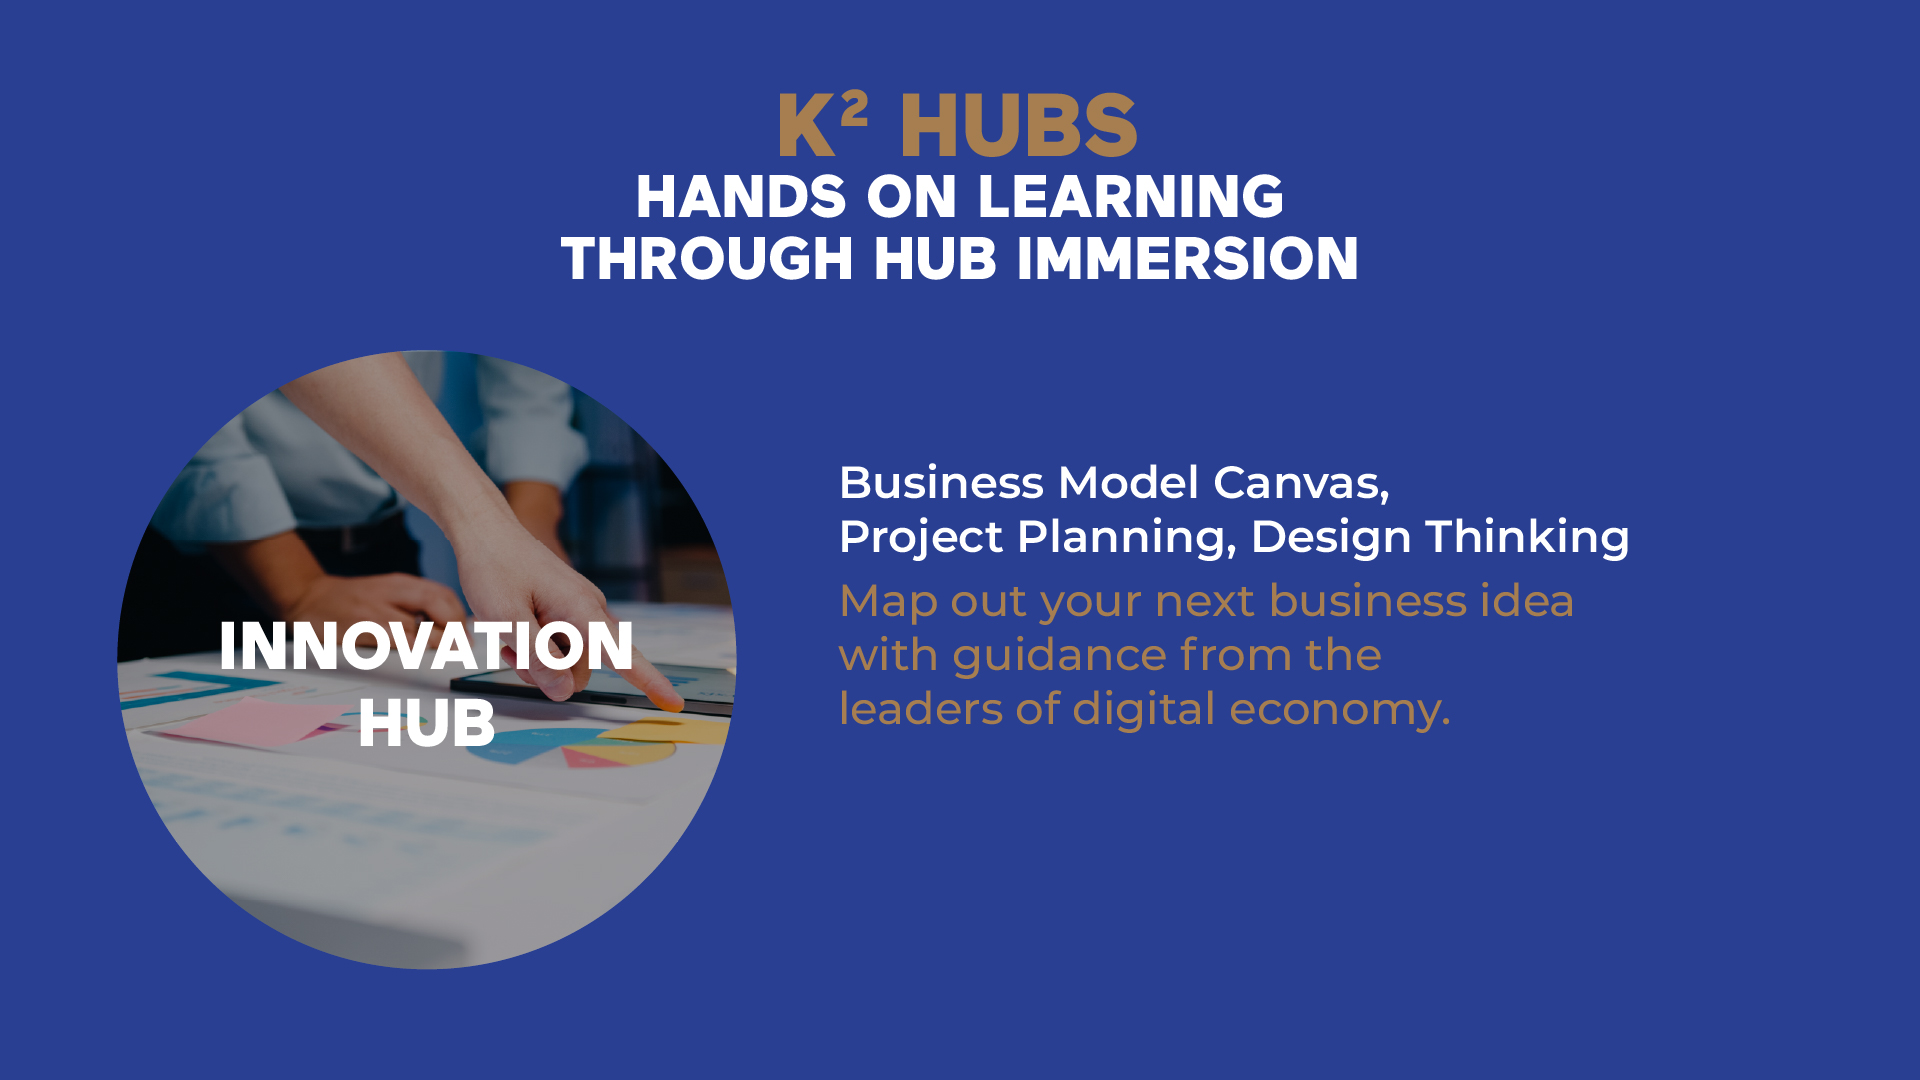 K² HUBS
HANDS ON LEARNING
THROUGH HUB IMMERSION
INNOVATION
HUB
Business Model Canvas,
Project Planning, Design Thinking
Map out your next business idea
with guidance from the
leaders of digital economy.